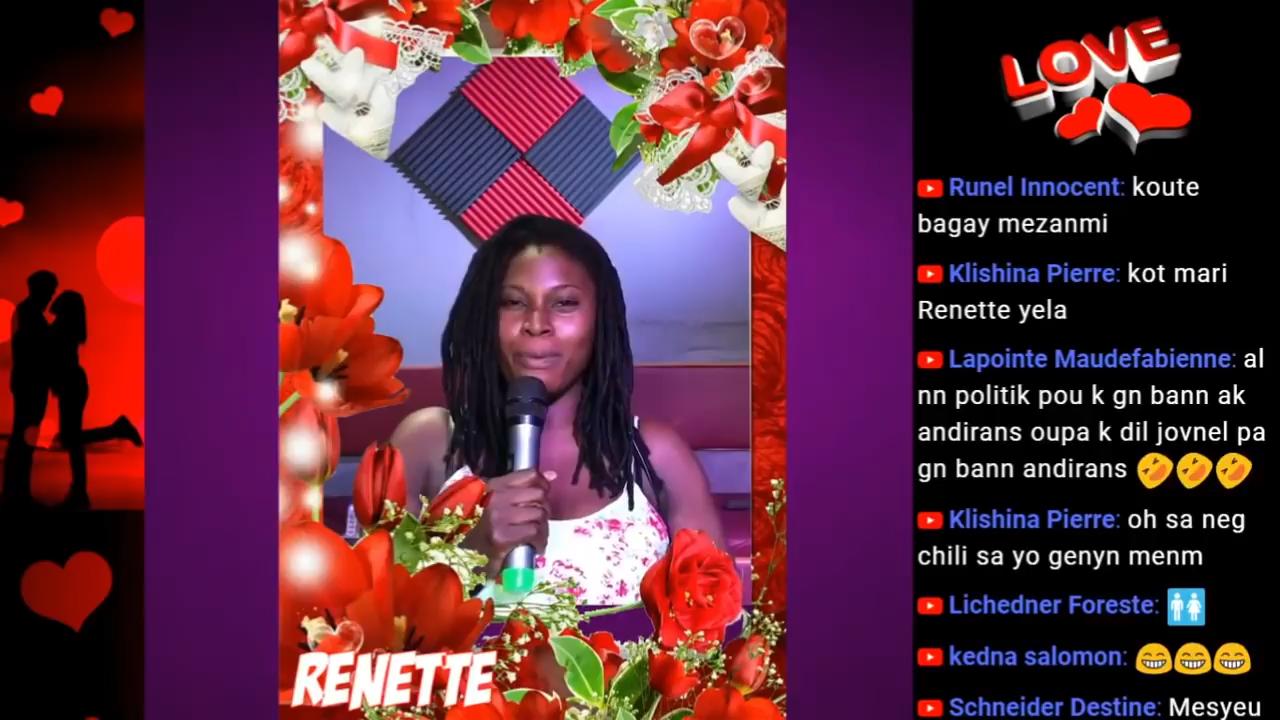 LOVE
Runel Innocent: koute
bagay mezanmi
Klishina Pierre: kot mari
Renette yela
Lapointe Maudefabienne: al
nn politik pou k gn bann ak
andirans oupa k dil jovnel pa
gn bann andirans 🤣🤣🤣
Klishina Pierre: oh sa neg
chili sa yo genyn menm
Lichedner Foreste: 🚻
kedna salomon: 😁😁😁
Schneider Destine: Mesyeu
RENETTE